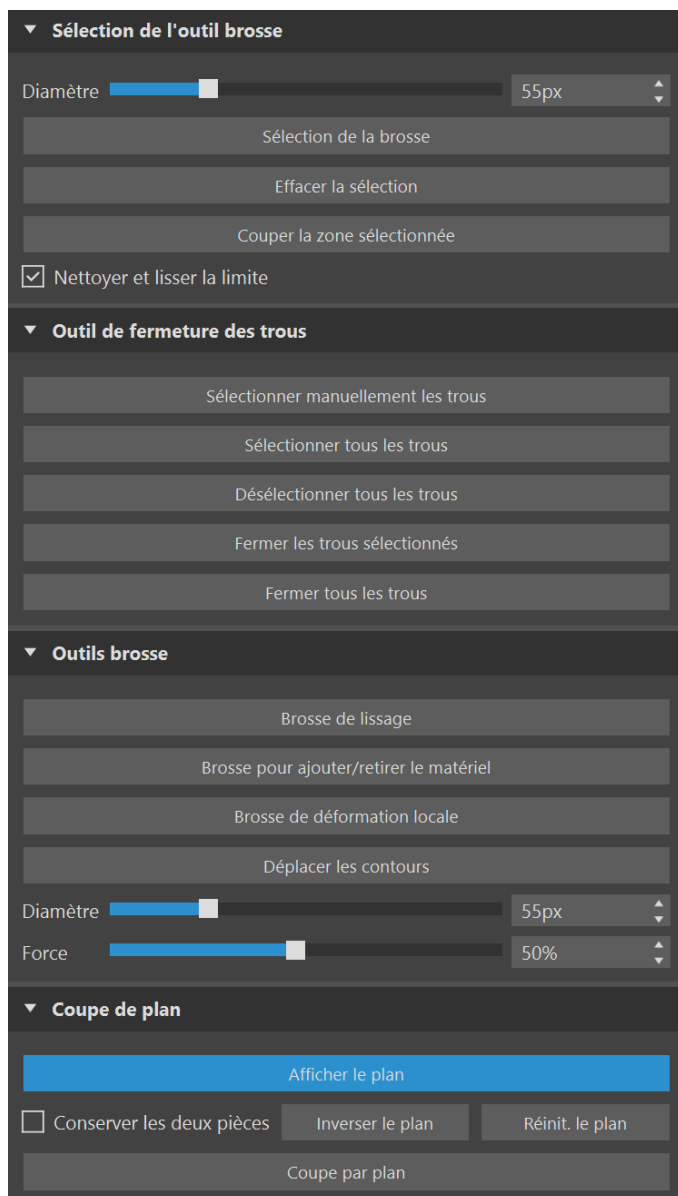 Sélection de l'outil brosse
Diamètre 55px
Sélection de la brosse
Effacer la sélection
Couper la zone sélectionnée
Nettoyer et lisser la limite
Outil de fermeture des trous
Sélectionner manuellement les trous
Sélectionner tous les trous
Désélectionner tous les trous
Fermer les trous sélectionnés
Fermer tous les trous
Outils brosse
Brosse de lissage
Brosse pour ajouter/retirer le matériel
Brosse de déformation locale
Déplacer les contours
Diamètre 55px
Force 50%
Coupe de plan
Afficher le plan
Conserver les deux pièces Inverser le plan Réinit. le plan
Coupe par plan